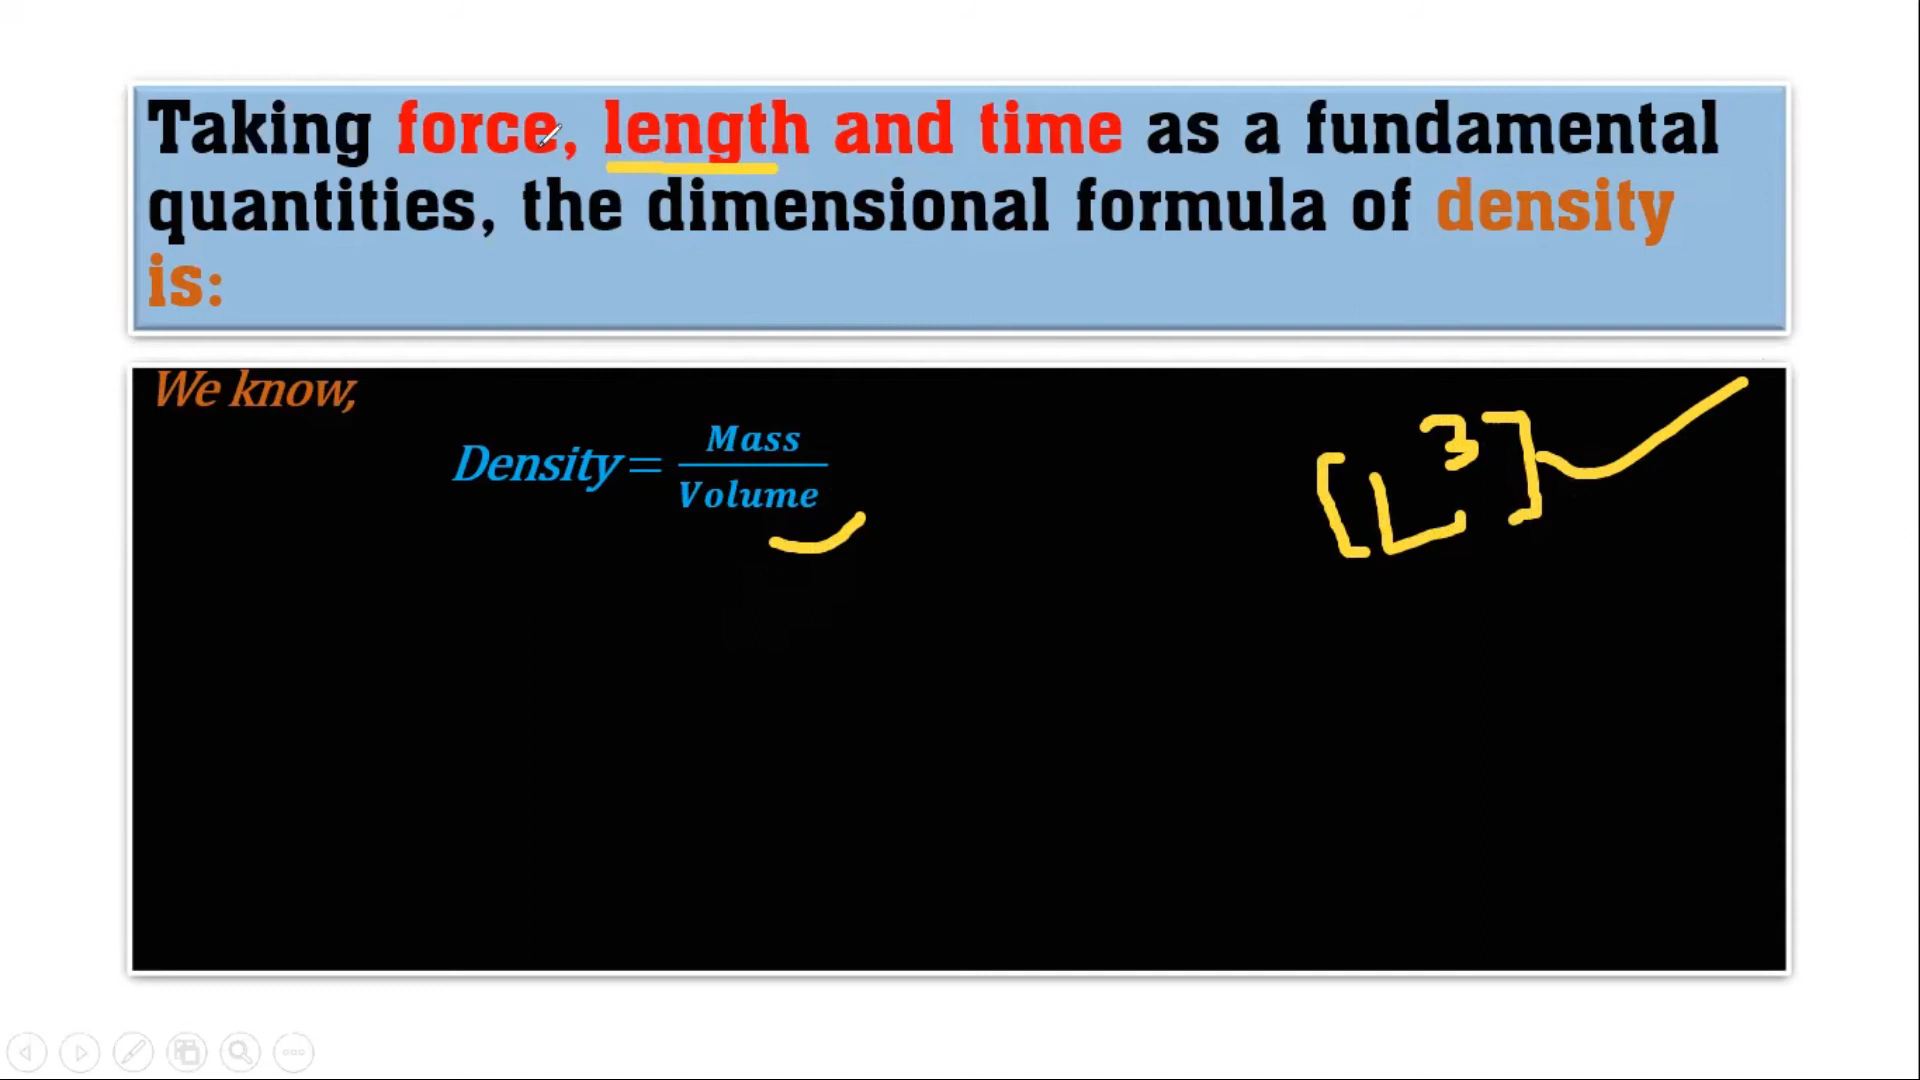 Taking force, length and time as a fundamental
quantities, the dimensional formula of density
is:
We know,
Density = Mass / Volume
[L³]